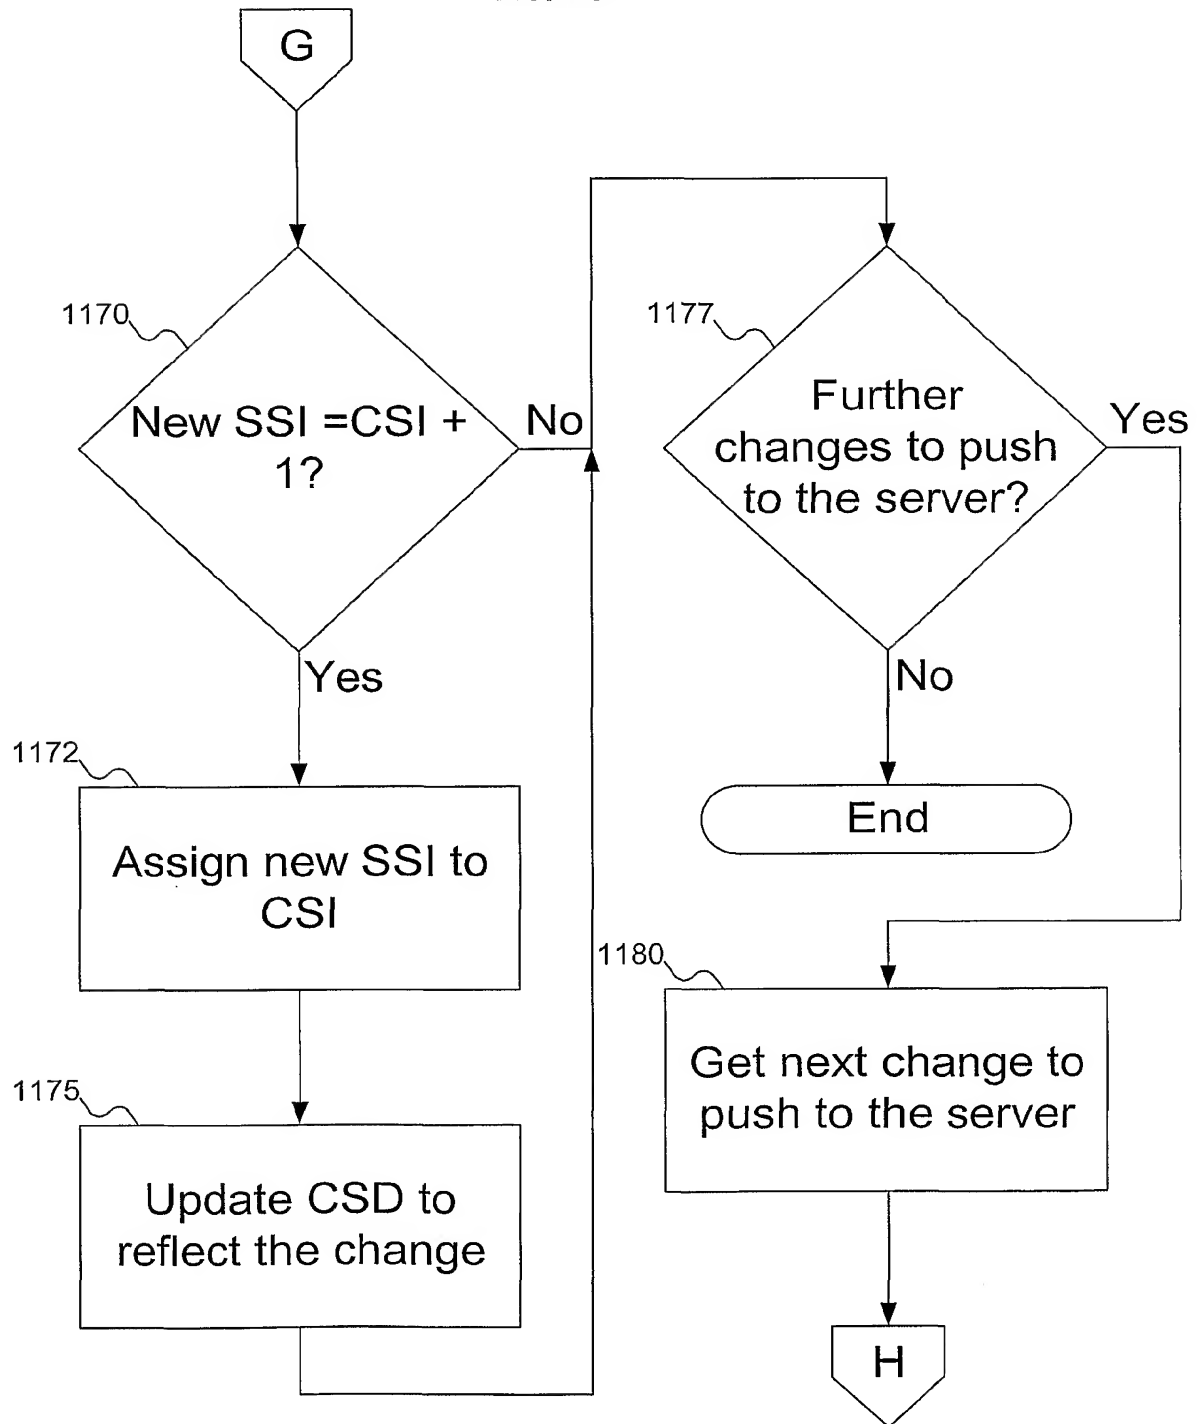 G
1170
New SSI =CSI +
1?
No
Yes
1172
Assign new SSI to
CSI
1175
Update CSD to
reflect the change
1177
Further
changes to push
to the server?
Yes
No
End
1180
Get next change to
push to the server
H